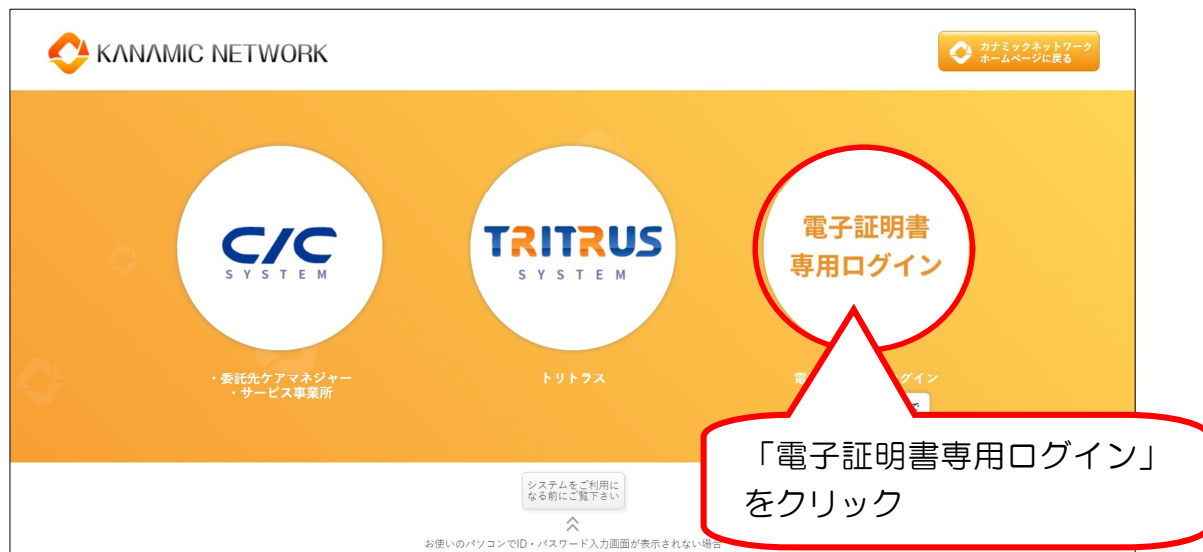 KANAMIC NETWORK
カナミックネットワーク
ホームページに戻る
C/C
SYSTEM
TRITRUS
SYSTEM
電子証明書
専用ログイン
・委託先ケアマネジャー
・サービス事業所
トリトラス
電 グイン
「電子証明書専用ログイン」
をクリック
システムをご利用に
なる前にご覧下さい
お使いのパソコンでID・パスワード入力画面が表示されない場合